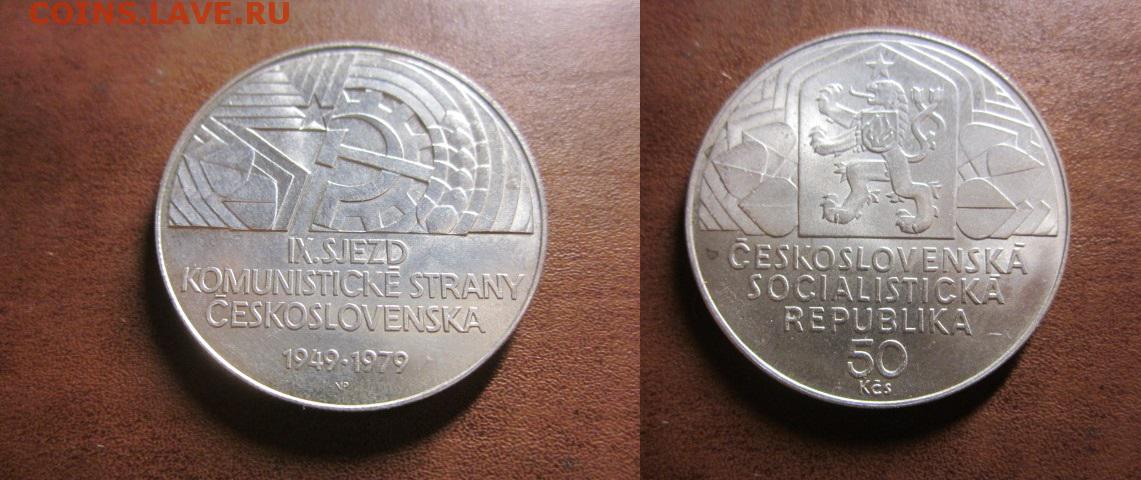 COINS.LAVE.RU
IX. SJEZD
KOMUNISTICKÉ STRANY
ČESKOSLOVENSKA
1949·1979
NP
ČESKOSLOVENSKÁ
SOCIALISTICKÁ
REPUBLIKA
50
Kčs